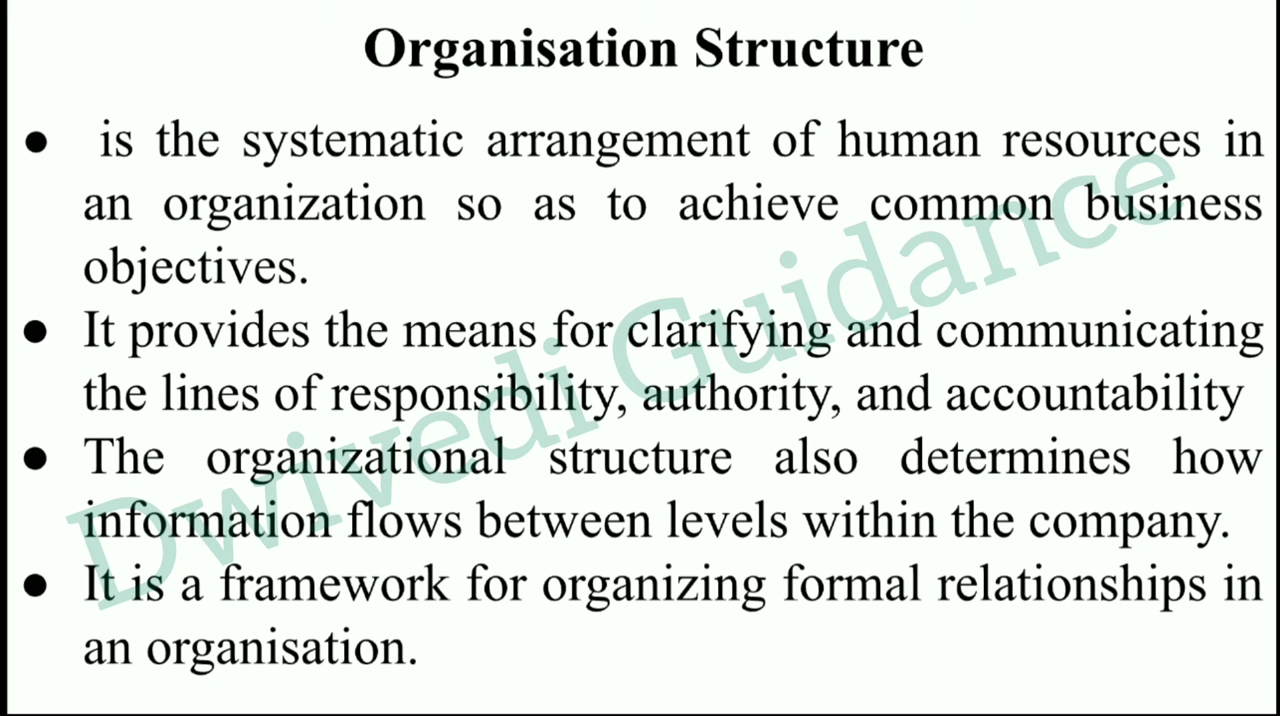 Organisation Structure
● is the systematic arrangement of human resources in
an organization so as to achieve common business
objectives.
● It provides the means for clarifying and communicating
the lines of responsibility, authority, and accountability
● The organizational structure also determines how
information flows between levels within the company.
● It is a framework for organizing formal relationships in
an organisation.
Dwivedi Guidance